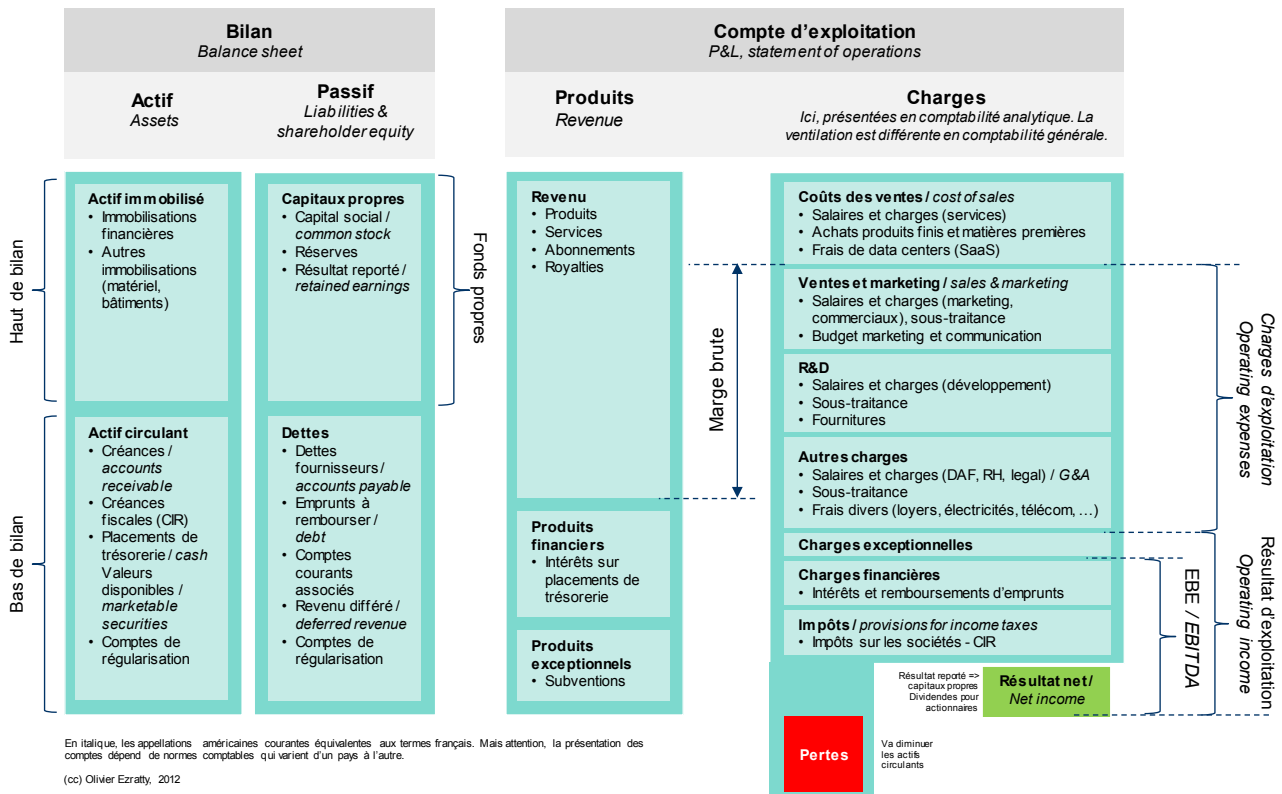 Bilan
Balance sheet
Compte d'exploitation
P&L, statement of operations
Actif
Assets
Passif
Liabilities &
shareholder equity
Produits
Revenue
Charges
Ici, présentées en comptabilité analytique. La
ventilation est différente en comptabilité générale.
Haut de bilan
Actif immobilisé
• Immobilisations
financières
• Autres
immobilisations
(matériel,
bâtiments)
Capitaux propres
• Capital social /
common stock
• Réserves
• Résultat reporté /
retained earnings
Fonds propres
Bas de bilan
Actif circulant
• Créances /
accounts
receivable
• Créances
fiscales (CIR)
• Placements de
trésorerie / cash
Valeurs
disponibles /
marketable
securities
• Comptes de
régularisation
Dettes
• Dettes
fournisseurs /
accounts payable
• Emprunts à
rembourser /
debt
• Comptes
courants
associés
• Revenu différé /
deferred revenue
• Comptes de
régularisation
Revenu
• Produits
• Services
• Abonnements
• Royalties
Marge brute
Produits
financiers
• Intérêts sur
placements de
trésorerie
Produits
exceptionnels
• Subventions
Coûts des ventes / cost of sales
• Salaires et charges (services)
• Achats produits finis et matières premières
• Frais de data centers (SaaS)
Ventes et marketing / sales & marketing
• Salaires et charges (marketing,
commerciaux), sous-traitance
• Budget marketing et communication
R&D
• Salaires et charges (développement)
• Sous-traitance
• Fournitures
Autres charges
• Salaires et charges (DAF, RH, legal) / G&A
• Sous-traitance
• Frais divers (loyers, électricités, télécom, …)
Charges exceptionnelles
Charges financières
• Intérêts et remboursements d'emprunts
Impôts / provisions for income taxes
• Impôts sur les sociétés - CIR
Charges d'exploitation
Operating expenses
EBE / EBITDA
Résultat d'exploitation
Operating income
Résultat reporté =>
capitaux propres
Dividendes pour
actionnaires
Résultat net /
Net income
Pertes
Va diminuer
les actifs
circulants
En italique, les appellations américaines courantes équivalentes aux termes français. Mais attention, la présentation des
comptes dépend de normes comptables qui varient d'un pays à l'autre.
(cc) Olivier Ezratty, 2012